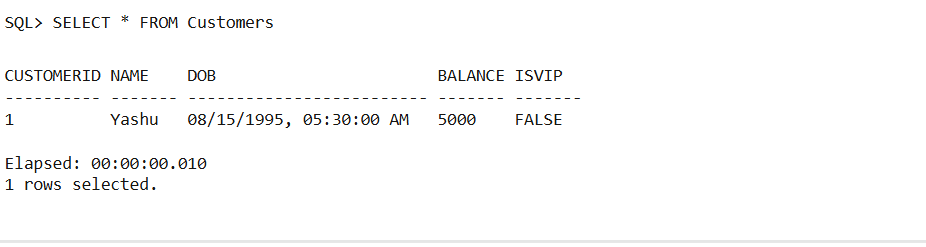 SQL> SELECT * FROM Customers
CUSTOMERID NAME    DOB                       BALANCE ISVIP
---------- ------- ------------------------- ------- -------
1          Yashu   08/15/1995, 05:30:00 AM   5000    FALSE
Elapsed: 00:00:00.010
1 rows selected.